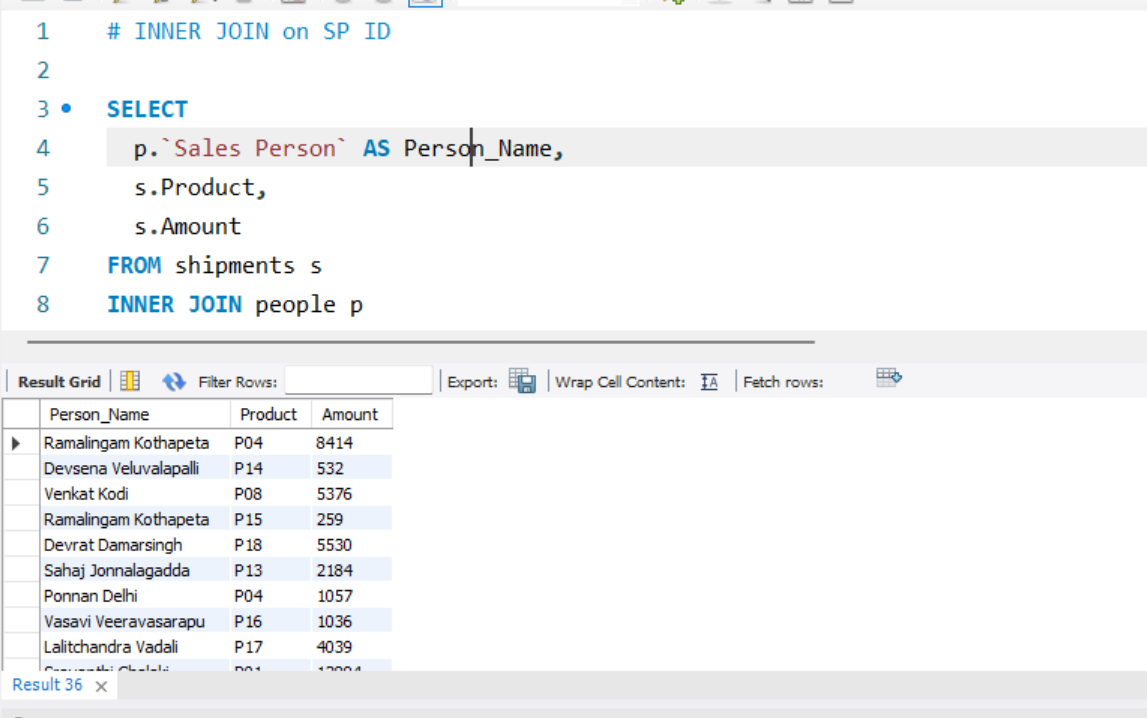 1 # INNER JOIN on SP ID
2
3 SELECT
4 p.`Sales Person` AS Person_Name,
5 s.Product,
6 s.Amount
7 FROM shipments s
8 INNER JOIN people p
Result Grid Filter Rows: Export: Wrap Cell Content: Fetch rows:
Person_Name Product Amount
Ramalingam Kothapeta P04 8414
Devsena Veluvalapalli P14 532
Venkat Kodi P08 5376
Ramalingam Kothapeta P15 259
Devrat Damarsingh P18 5530
Sahaj Jonnalagadda P13 2184
Ponnan Delhi P04 1057
Vasavi Veeravasarapu P16 1036
Lalitchandra Vadali P17 4039
Result 36